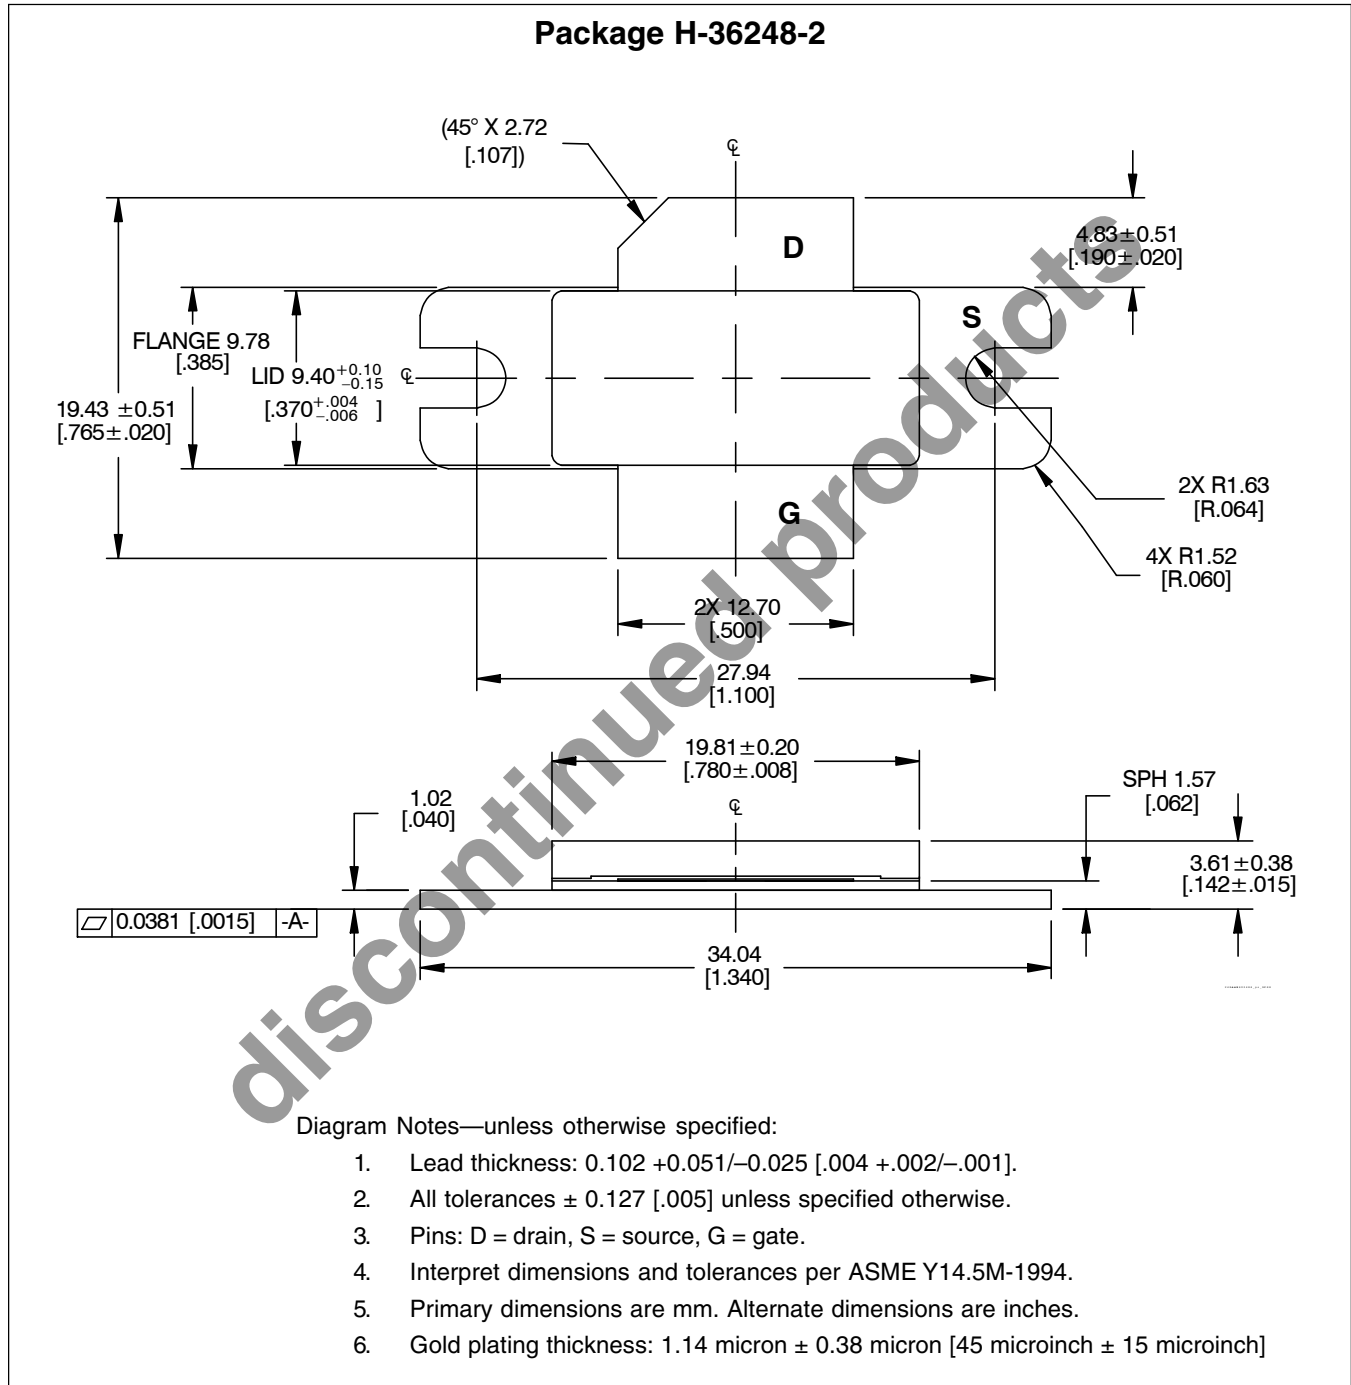 Package H-36248-2
(45° X 2.72
[.107])
℄
D
4.83±0.51
[.190±.020]
S
FLANGE 9.78
[.385]
LID 9.40 +0.10 –0.15
[.370 +.004 –.006 ]
℄
19.43 ±0.51
[.765±.020]
2X R1.63
[R.064]
G
4X R1.52
[R.060]
2X 12.70
[.500]
27.94
[1.100]
19.81±0.20
[.780±.008]
SPH 1.57
[.062]
1.02
[.040]
℄
3.61±0.38
[.142±.015]
⏥ 0.0381 [.0015] -A-
34.04
[1.340]
discontinued products
Diagram Notes—unless otherwise specified:
1. Lead thickness: 0.102 +0.051/–0.025 [.004 +.002/–.001].
2. All tolerances ± 0.127 [.005] unless specified otherwise.
3. Pins: D = drain, S = source, G = gate.
4. Interpret dimensions and tolerances per ASME Y14.5M-1994.
5. Primary dimensions are mm. Alternate dimensions are inches.
6. Gold plating thickness: 1.14 micron ± 0.38 micron [45 microinch ± 15 microinch]